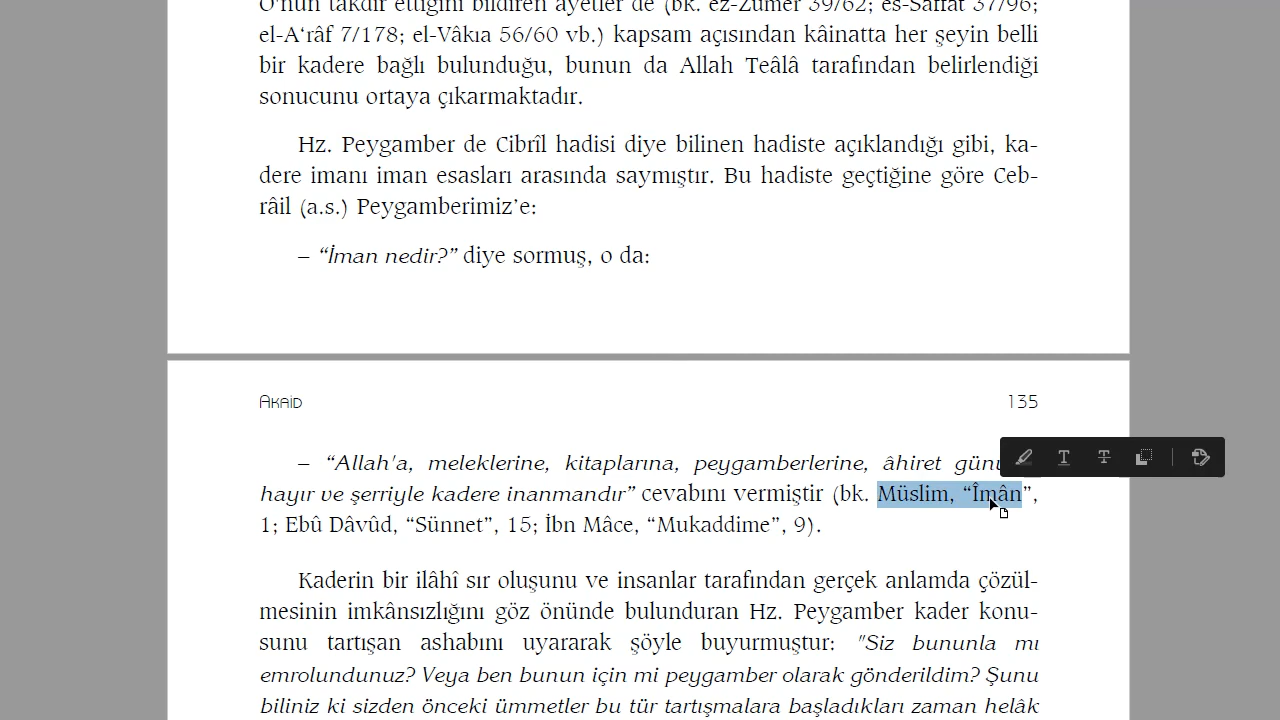 O'nun takdir ettiğini bildiren âyetler de (bk. ez-Zümer 39/62; es-Sâffât 37/96;
el-A‘râf 7/178; el-Vâkıa 56/60 vb.) kapsam açısından kâinatta her şeyin belli
bir kadere bağlı bulunduğu, bunun da Allah Teâlâ tarafından belirlendiği
sonucunu ortaya çıkarmaktadır.
Hz. Peygamber de Cibrîl hadisi diye bilinen hadiste açıklandığı gibi, ka-
dere imanı iman esasları arasında saymıştır. Bu hadiste geçtiğine göre Ceb-
râil (a.s.) Peygamberimiz’e:
– “İman nedir?” diye sormuş, o da:
Akaid 135
– “Allah'a, meleklerine, kitaplarına, peygamberlerine, âhiret
hayır ve şerriyle kadere inanmandır” cevabını vermiştir (bk. Müslim, “Îmân”,
1; Ebû Dâvûd, “Sünnet”, 15; İbn Mâce, “Mukaddime”, 9).
Kaderin bir ilâhî sır oluşunu ve insanlar tarafından gerçek anlamda çözül-
mesinin imkânsızlığını göz önünde bulunduran Hz. Peygamber kader konu-
sunu tartışan ashabını uyararak şöyle buyurmuştur: "Siz bununla mı
emrolundunuz? Veya ben bunun için mi peygamber olarak gönderildim? Şunu
biliniz ki sizden önceki ümmetler bu tür tartışmalara başladıkları zaman helâk